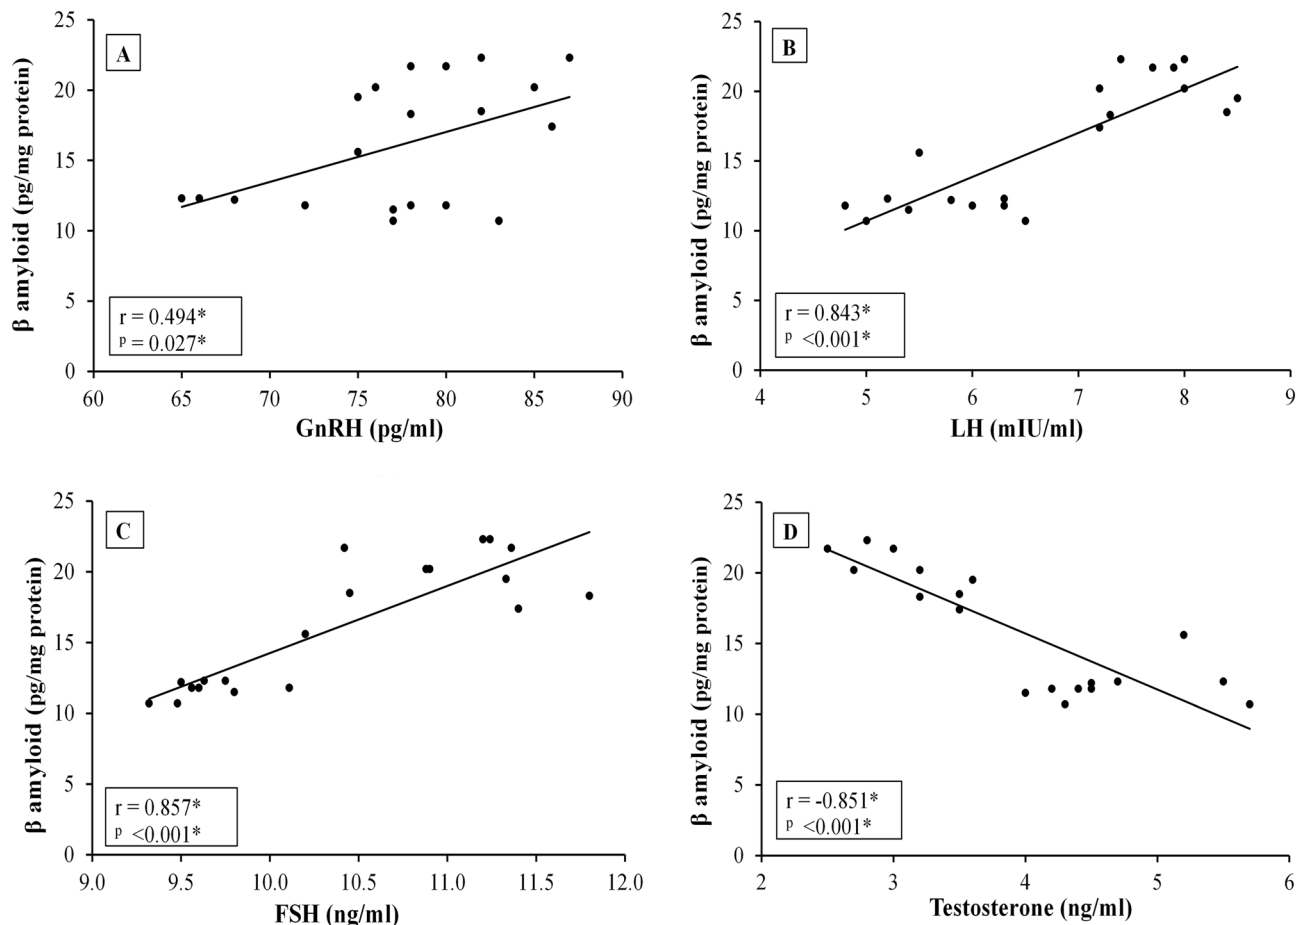 A
β amyloid (pg/mg protein)
25
20
15
10
5
0
r = 0.494*
p = 0.027*
60 65 70 75 80 85 90
GnRH (pg/ml)
B
β amyloid (pg/mg protein)
25
20
15
10
5
0
r = 0.843*
p <0.001*
4 5 6 7 8 9
LH (mIU/ml)
C
β amyloid (pg/mg protein)
25
20
15
10
5
0
r = 0.857*
p <0.001*
9.0 9.5 10.0 10.5 11.0 11.5 12.0
FSH (ng/ml)
D
β amyloid (pg/mg protein)
25
20
15
10
5
0
r = -0.851*
p <0.001*
2 3 4 5 6
Testosterone (ng/ml)